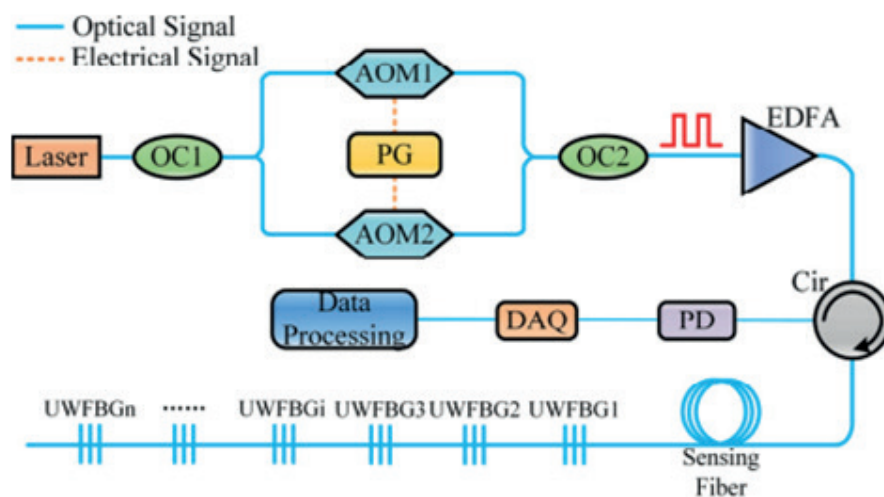 Optical Signal
Electrical Signal
AOM1
EDFA
Laser
OC1
PG
OC2
AOM2
Cir
Data
Processing
DAQ
PD
UWFBGn
......
UWFBGi
UWFBG3
UWFBG2
UWFBG1
Sensing
Fiber